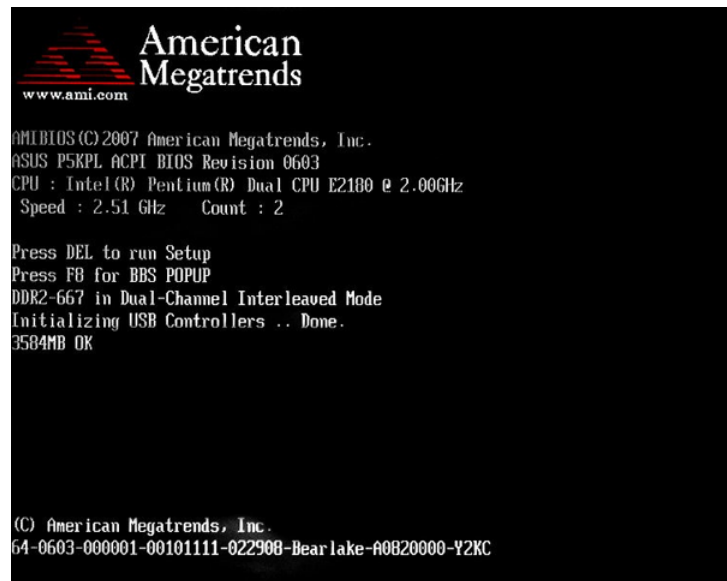 American
Megatrends
www.ami.com
AMIBIOS(C)2007 American Megatrends, Inc.
ASUS P5KPL ACPI BIOS Revision 0603
CPU : Intel(R) Pentium(R) Dual CPU E2180 @ 2.00GHz
Speed : 2.51 GHz Count : 2
Press DEL to run Setup
Press F8 for BBS POPUP
DDR2-667 in Dual-Channel Interleaved Mode
Initializing USB Controllers .. Done.
3584MB OK
(C) American Megatrends, Inc.
64-0603-000001-00101111-022908-Bearlake-A0820000-Y2KC